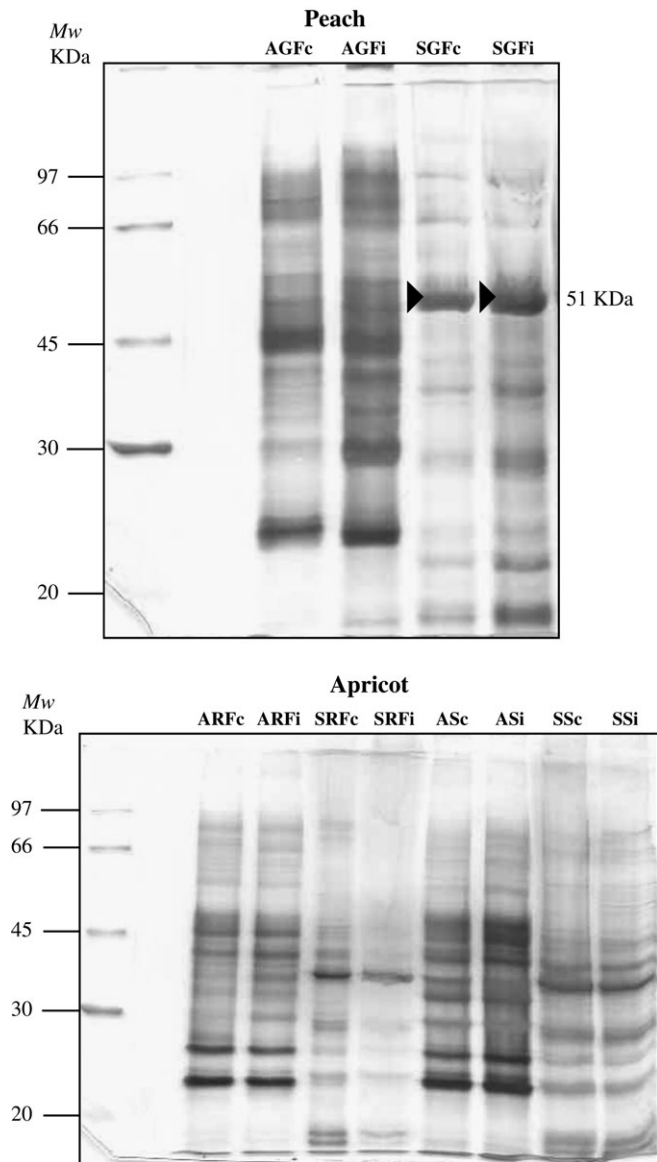 Peach
Mw
KDa
AGFc AGFi SGFc SGFi
97
66
51 KDa
45
30
20
Apricot
Mw
KDa
ARFc ARFi SRFc SRFi ASc ASi SSc SSi
97
66
45
30
20